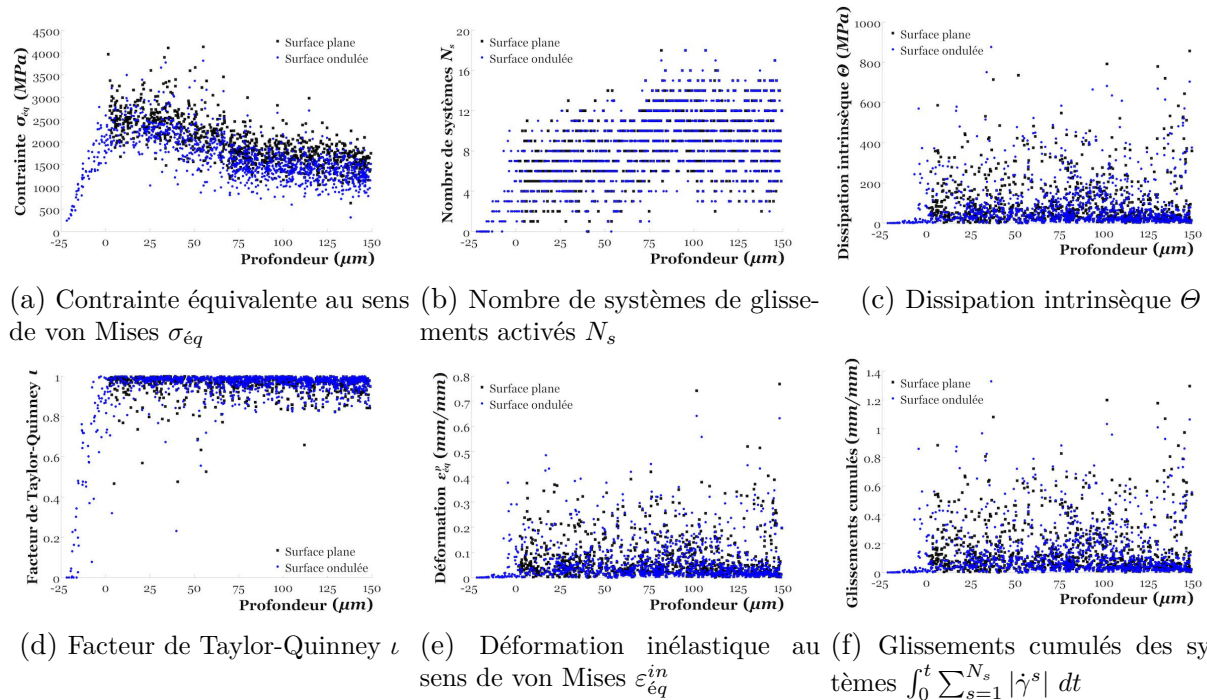 4500
4000
3500
3000
2500
2000
1500
1000
500
0
-25 0 25 50 75 100 125 150
Contrainte σéq (MPa)
Profondeur (μm)
Surface plane
Surface ondulée
(a) Contrainte équivalente au sens
de von Mises σéq
20
16
12
8
4
0
-25 0 25 50 75 100 125 150
Nombre de systèmes Ns
Profondeur (μm)
Surface plane
Surface ondulée
(b) Nombre de systèmes de glisse-
ments activés Ns
1000
800
600
400
200
0
-25 0 25 50 75 100 125 150
Dissipation intrinsèque Θ (MPa)
Profondeur (μm)
Surface plane
Surface ondulée
(c) Dissipation intrinsèque Θ
1
0.8
0.6
0.4
0.2
0
-25 0 25 50 75 100 125 150
Facteur de Taylor-Quinney ι
Profondeur (μm)
Surface plane
Surface ondulée
(d) Facteur de Taylor-Quinney ι
0.8
0.7
0.6
0.5
0.4
0.3
0.2
0.1
0
-25 0 25 50 75 100 125 150
Déformation ε^p_éq (mm/mm)
Profondeur (μm)
Surface plane
Surface ondulée
(e) Déformation inélastique au
sens de von Mises ε^in_éq
1.4
1.2
1
0.8
0.6
0.4
0.2
0
-25 0 25 50 75 100 125 150
Glissements cumulés (mm/mm)
Profondeur (μm)
Surface plane
Surface ondulée
(f) Glissements cumulés des sy
tèmes ∫_0^t ∑_{s=1}^{Ns} |γ̇^s| dt